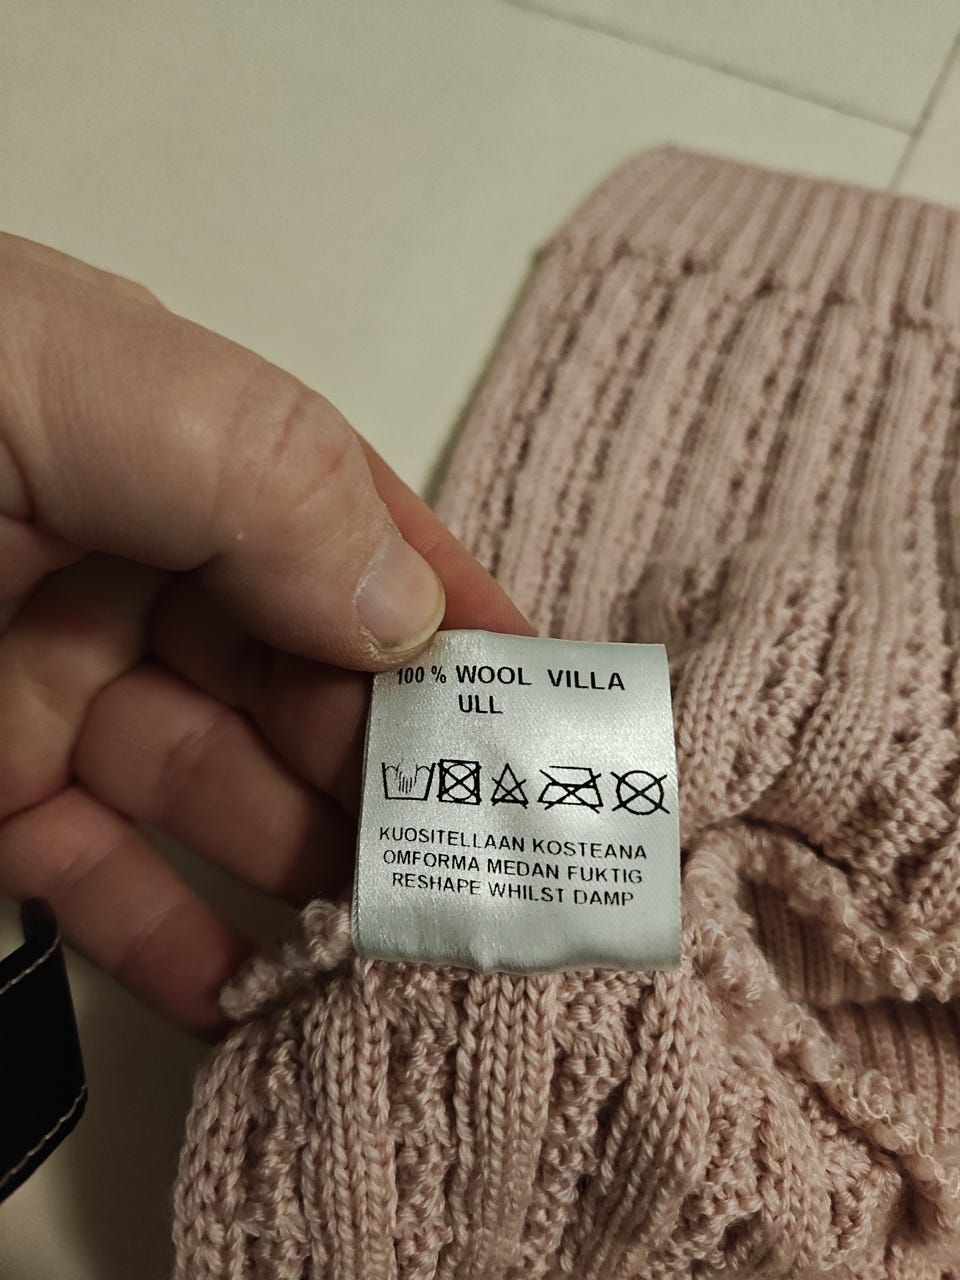 100 % WOOL VILLA
ULL
KUOSITELLAAN KOSTEANA
OMFORMA MEDAN FUKTIG
RESHAPE WHILST DAMP